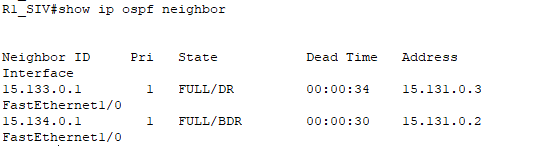 R1_SIV#show ip ospf neighbor
Neighbor ID Pri State Dead Time Address
Interface
15.133.0.1 1 FULL/DR 00:00:34 15.131.0.3
FastEthernet1/0
15.134.0.1 1 FULL/BDR 00:00:30 15.131.0.2
FastEthernet1/0